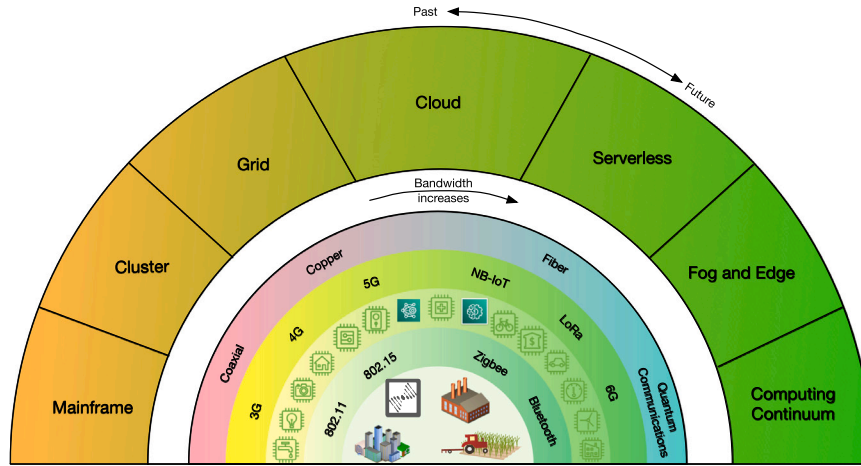 Past
Future
Cloud
Grid
Serverless
Cluster
Fog and Edge
Mainframe
Computing
Continuum
Bandwidth
increases
Coaxial
Copper
Fiber
Quantum
Communications
3G
4G
5G
NB-IoT
LoRa
6G
802.11
802.15
Zigbee
Bluetooth
$